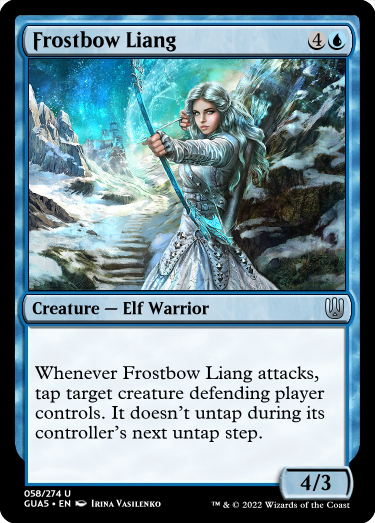 Frostbow Liang 4
Creature — Elf Warrior
Whenever Frostbow Liang attacks,
tap target creature defending player
controls. It doesn't untap during its
controller's next untap step.
4/3
058/274 U
GUA5 • EN Irina Vasilenko ™ & © 2022 Wizards of the Coast